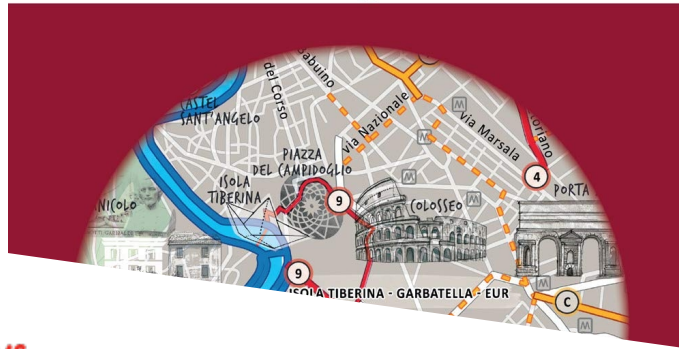 Babuino
del Corso
CASTEL
SANT'ANGELO
via Nazionale
M
via Marsala
M
PIAZZA
DEL CAMPIDOGLIO
4
ISOLA
TIBERINA
M
M
PORTA
NICOLO
9
COLOSSEO
9
ISOLA TIBERINA - GARBATELLA - EUR
C
M
M